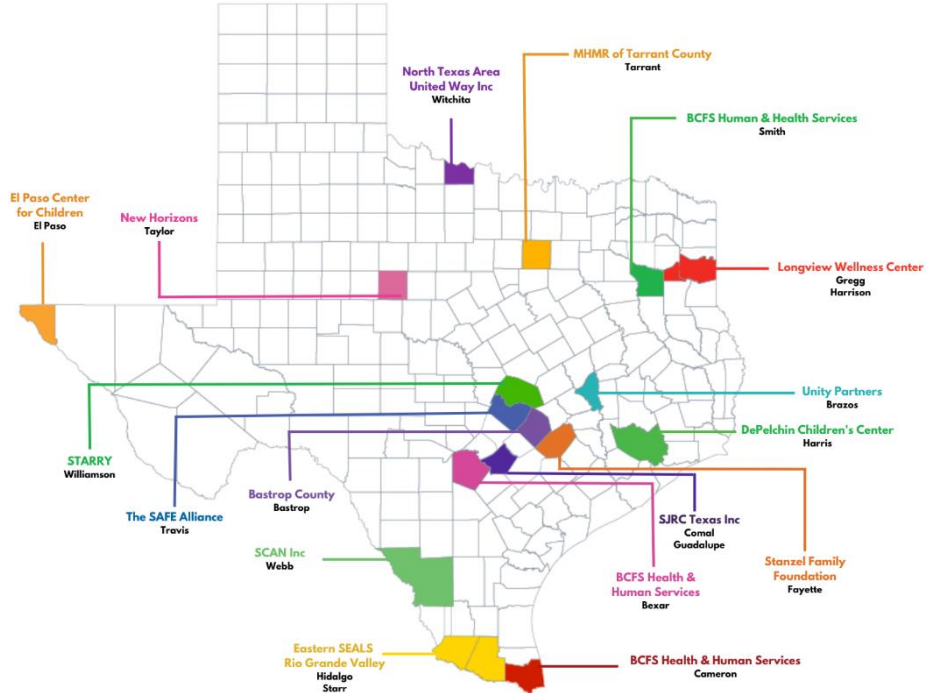 MHMR of Tarrant County
Tarrant
North Texas Area
United Way Inc
Witchita
BCFS Human & Health Services
Smith
El Paso Center
for Children
El Paso
New Horizons
Taylor
Longview Wellness Center
Gregg
Harrison
Unity Partners
Brazos
DePelchin Children's Center
Harris
STARRY
Williamson
Bastrop County
Bastrop
The SAFE Alliance
Travis
SJRC Texas Inc
Comal
Guadalupe
SCAN Inc
Webb
Stanzel Family
Foundation
Fayette
BCFS Health &
Human Services
Bexar
Eastern SEALS
Rio Grande Valley
Hidalgo
Starr
BCFS Health & Human Services
Cameron